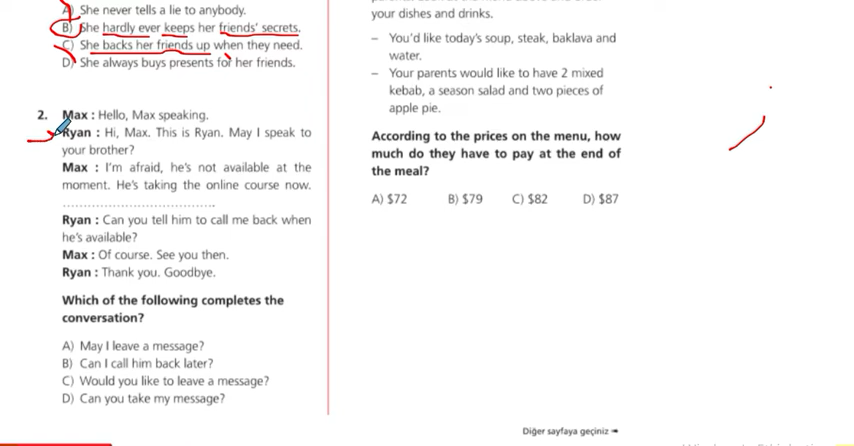 A) She never tells a lie to anybody.
B) She hardly ever keeps her friends' secrets.
C) She backs her friends up when they need.
D) She always buys presents for her friends.
2. Max : Hello, Max speaking.
Ryan : Hi, Max. This is Ryan. May I speak to
your brother?
Max : I'm afraid, he's not available at the
moment. He's taking the online course now.
.......................................
Ryan : Can you tell him to call me back when
he's available?
Max : Of course. See you then.
Ryan : Thank you. Goodbye.
Which of the following completes the
conversation?
A) May I leave a message?
B) Can I call him back later?
C) Would you like to leave a message?
D) Can you take my message?
your dishes and drinks.
– You'd like today's soup, steak, baklava and
water.
– Your parents would like to have 2 mixed
kebab, a season salad and two pieces of
apple pie.
According to the prices on the menu, how
much do they have to pay at the end of
the meal?
A) $72 B) $79 C) $82 D) $87
Diğer sayfaya geçiniz